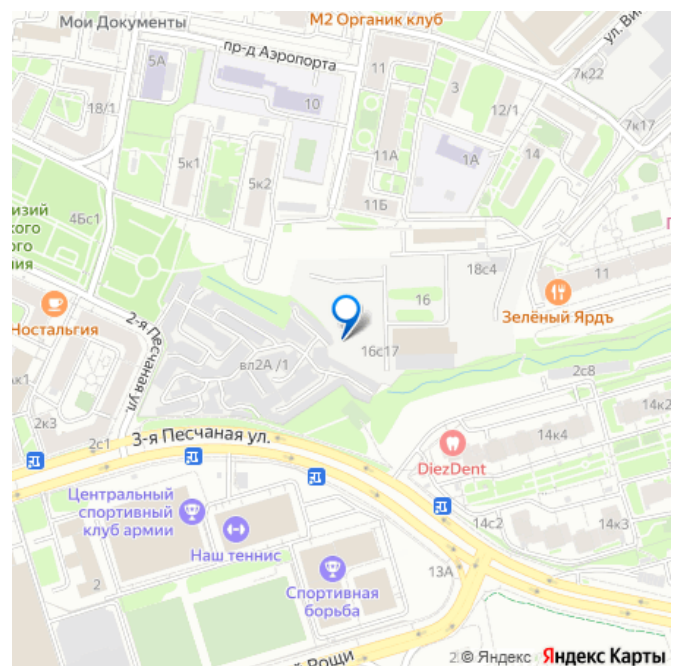 М2 Органик клуб
Мои Документы
пр-д Аэропорта
5А
11
3
7к22
10
12/1
18/1
7к17
5к1
11А
1А
14
5к2
11Б
4Бс1
18с4
11
16
Ностальгия
Зелёный Ярдъ
2-я Песчаная ул.
16с17
вл2А /1
2с8
2к3
14к2
14к4
2с1
3-я Песчаная ул.
DiezDent
Центральный
спортивный
клуб армии
14с2
14к3
Наш теннис
2
13А
Спортивная
борьба
Рощи
© Яндекс Яндекс Карты